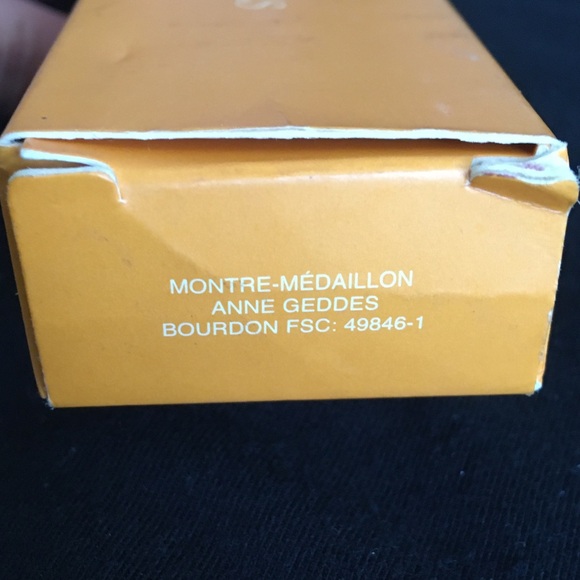 MONTRE-MÉDAILLON
ANNE GEDDES
BOURDON FSC: 49846-1